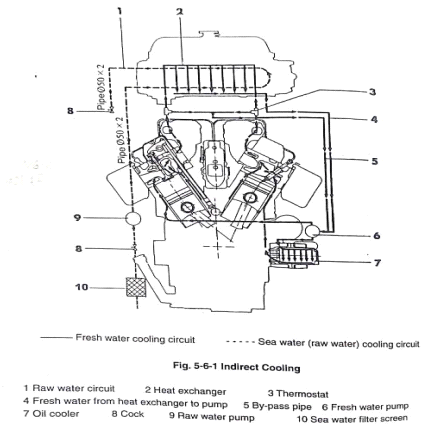 1
2
Pipe Ø50 × 2
8
3
4
Pipo Ø50 × 2
5
9
6
8
7
10
Fresh water cooling circuit
Sea water (raw water) cooling circuit
Fig. 5-6-1 Indirect Cooling
1 Raw water circuit 2 Heat exchanger 3 Thermostat
4 Fresh water from heat exchanger to pump 5 By-pass pipe 6 Fresh water pump
7 Oil cooler 8 Cock 9 Raw water pump 10 Sea water filter screen